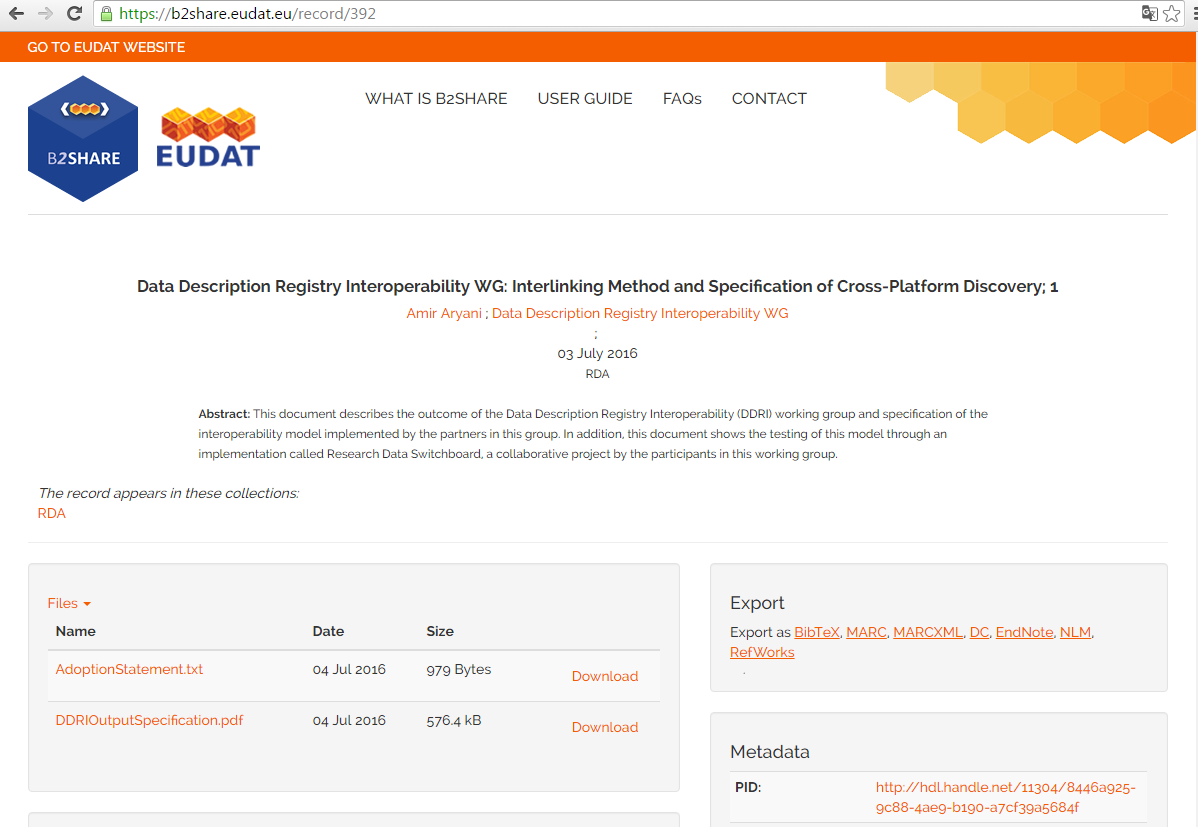 https://b2share.eudat.eu/record/392
GO TO EUDAT WEBSITE
B2SHARE
EUDAT
WHAT IS B2SHARE USER GUIDE FAQs CONTACT
Data Description Registry Interoperability WG: Interlinking Method and Specification of Cross-Platform Discovery; 1
Amir Aryani ; Data Description Registry Interoperability WG
;
03 July 2016
RDA
Abstract: This document describes the outcome of the Data Description Registry Interoperability (DDRI) working group and specification of the
interoperability model implemented by the partners in this group. In addition, this document shows the testing of this model through an
implementation called Research Data Switchboard, a collaborative project by the participants in this working group.
The record appears in these collections:
RDA
Files
Name Date Size
AdoptionStatement.txt 04 Jul 2016 979 Bytes Download
DDRIOutputSpecification.pdf 04 Jul 2016 576.4 kB Download
Export
Export as BibTeX, MARC, MARCXML, DC, EndNote, NLM,
RefWorks
.
Metadata
PID: http://hdl.handle.net/11304/8446a925-
9c88-4ae9-b190-a7cf39a5684f